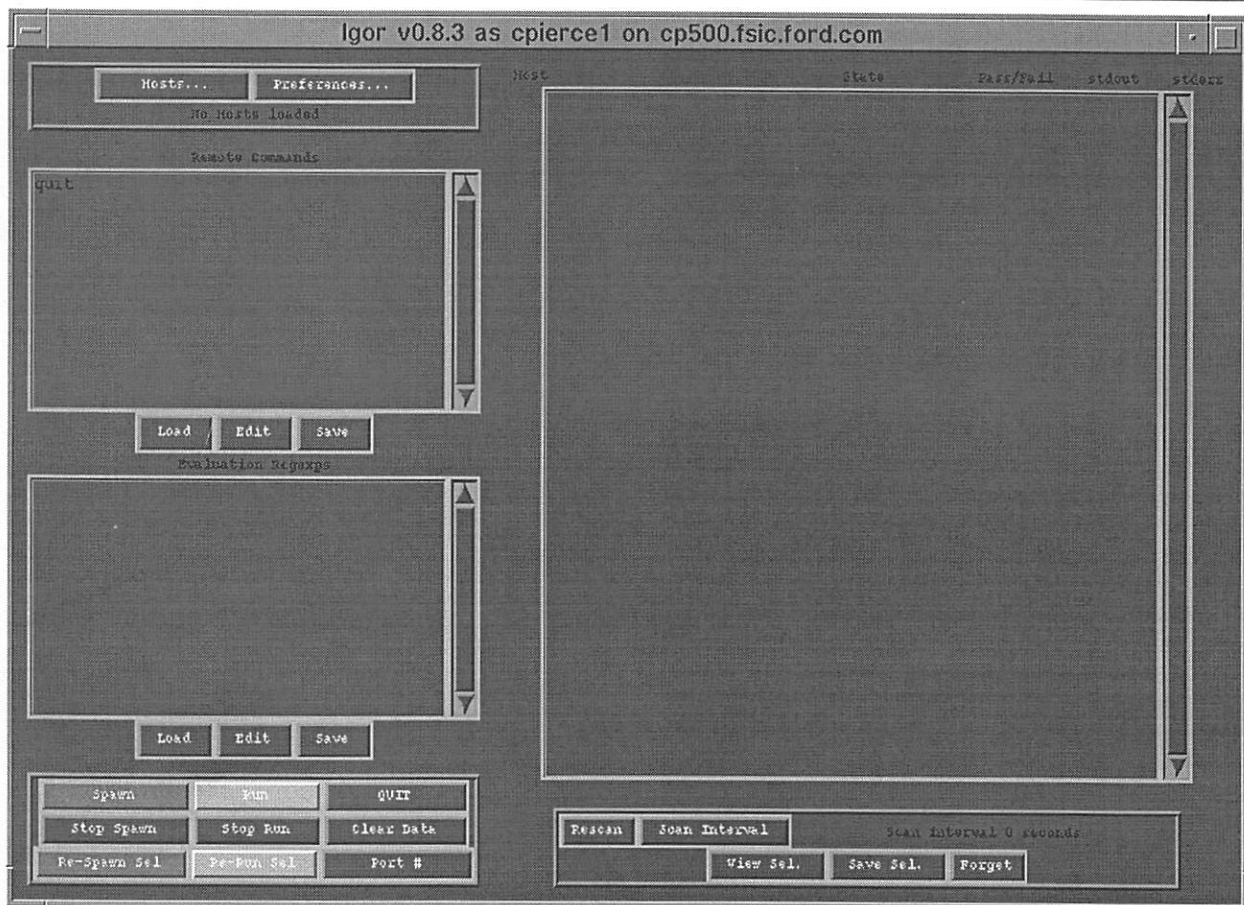 Igor v0.8.3 as cpierce1 on cp500.fsic.ford.com
Hosts... Preferences...
No Hosts loaded
Remote Commands
quit
Load Edit Save
Evaluation Regexps
Load Edit Save
Spawn Run QUIT
Stop Spawn Stop Run Clear Data
Re-Spawn Sel Re-Run Sel Port #
Host State Pass/Fail stdout stderr
Rescan Scan Interval Scan interval 0 seconds
View Sel. Save Sel. Forget